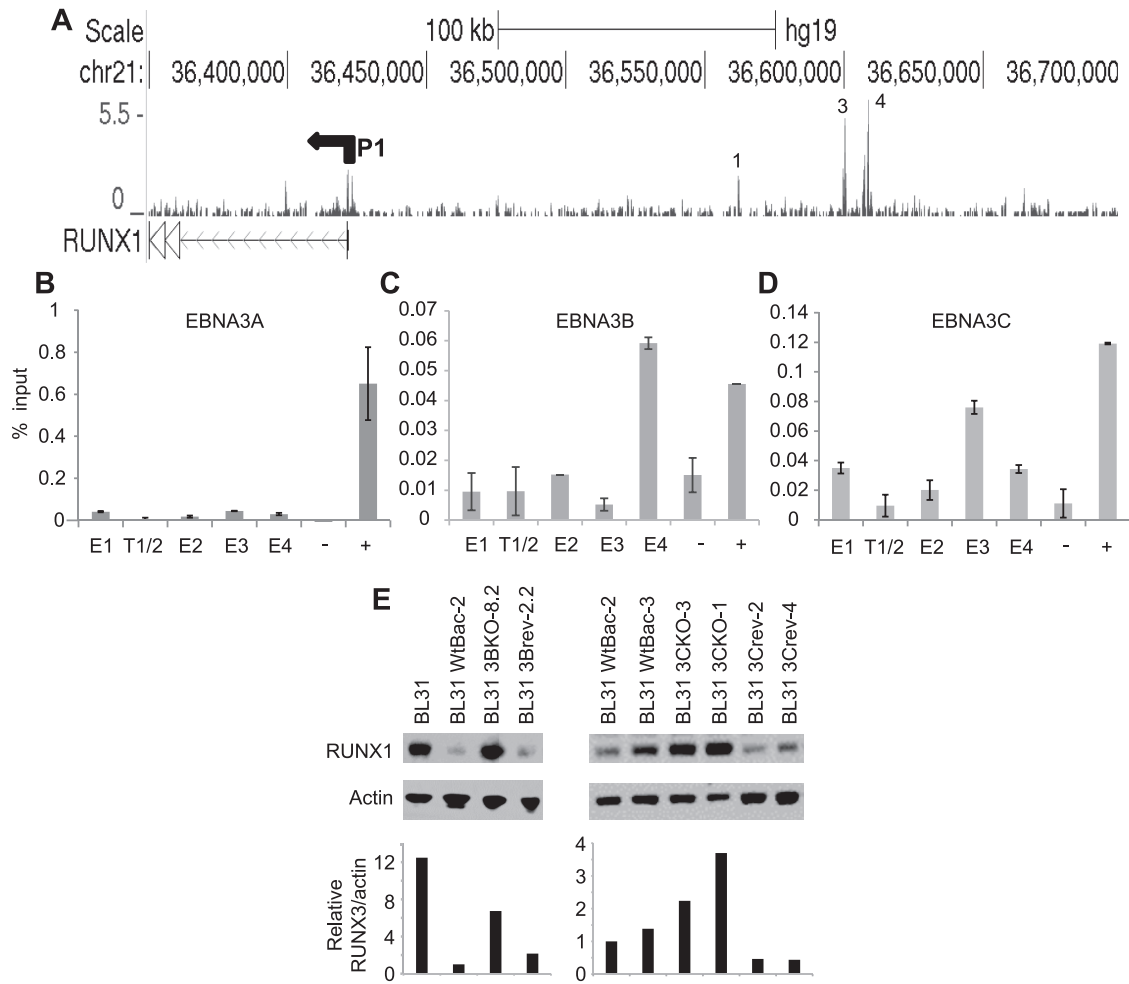 A
Scale
100 kb
hg19
chr21:
36,400,000
36,450,000
36,500,000
36,550,000
36,600,000
36,650,000
36,700,000
5.5 -
0 _
P1
1
3
4
RUNX1
B
EBNA3A
% input
1
0.8
0.6
0.4
0.2
0
E1 T1/2 E2 E3 E4 - +
C
EBNA3B
0.07
0.06
0.05
0.04
0.03
0.02
0.01
0
E1 T1/2 E2 E3 E4 - +
D
EBNA3C
0.14
0.12
0.1
0.08
0.06
0.04
0.02
0
E1 T1/2 E2 E3 E4 - +
E
BL31
BL31 WtBac-2
BL31 3BKO-8.2
BL31 3Brev-2.2
BL31 WtBac-2
BL31 WtBac-3
BL31 3CKO-3
BL31 3CKO-1
BL31 3Crev-2
BL31 3Crev-4
RUNX1
Actin
Relative
RUNX3/actin
12
8
4
0
4
3
2
1
0